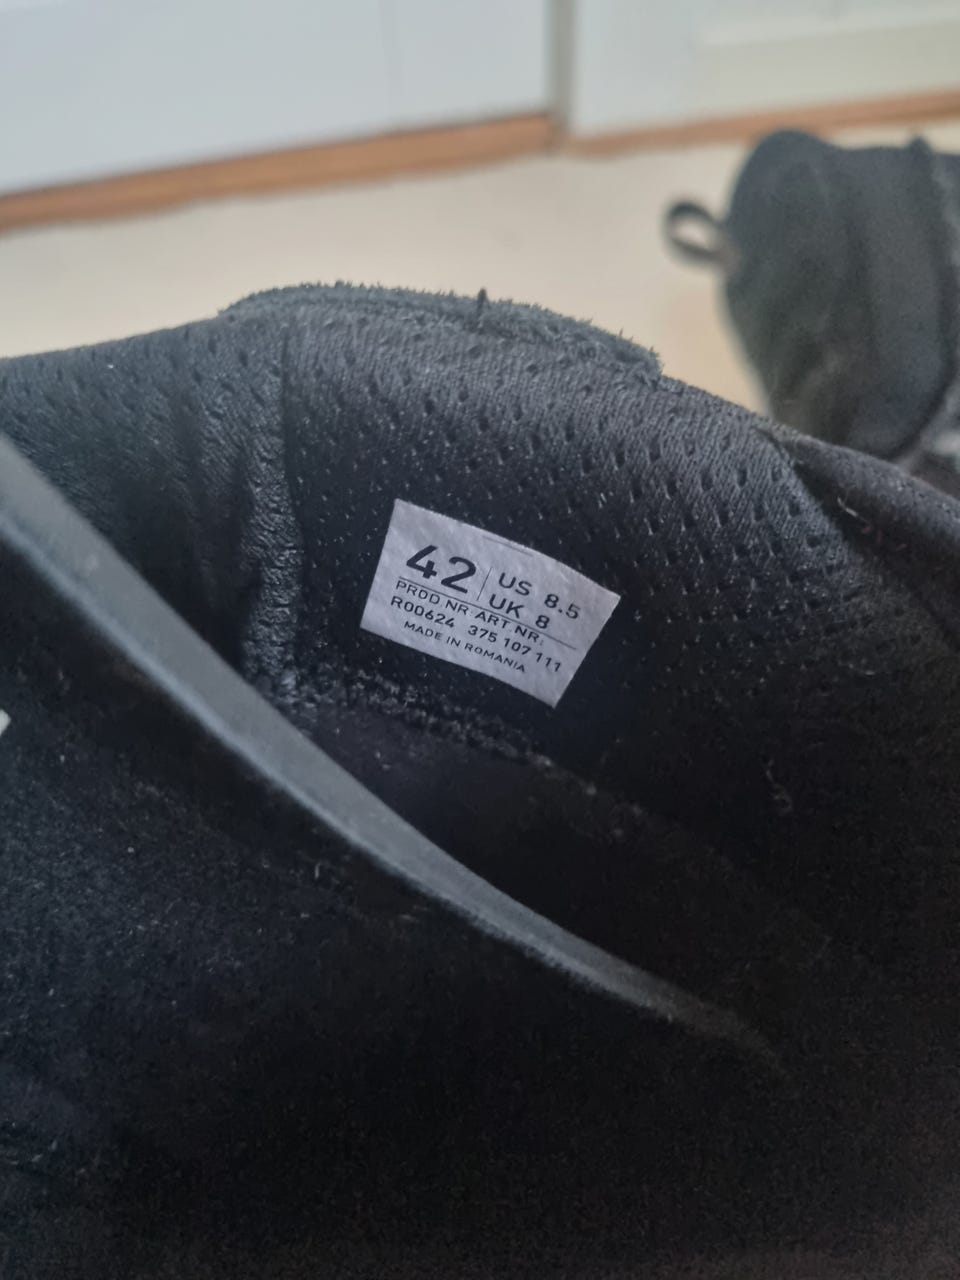 42 | US 8.5
UK 8
PROD.NR: ART.NR:
R00624 375 107 111
MADE IN ROMANIA